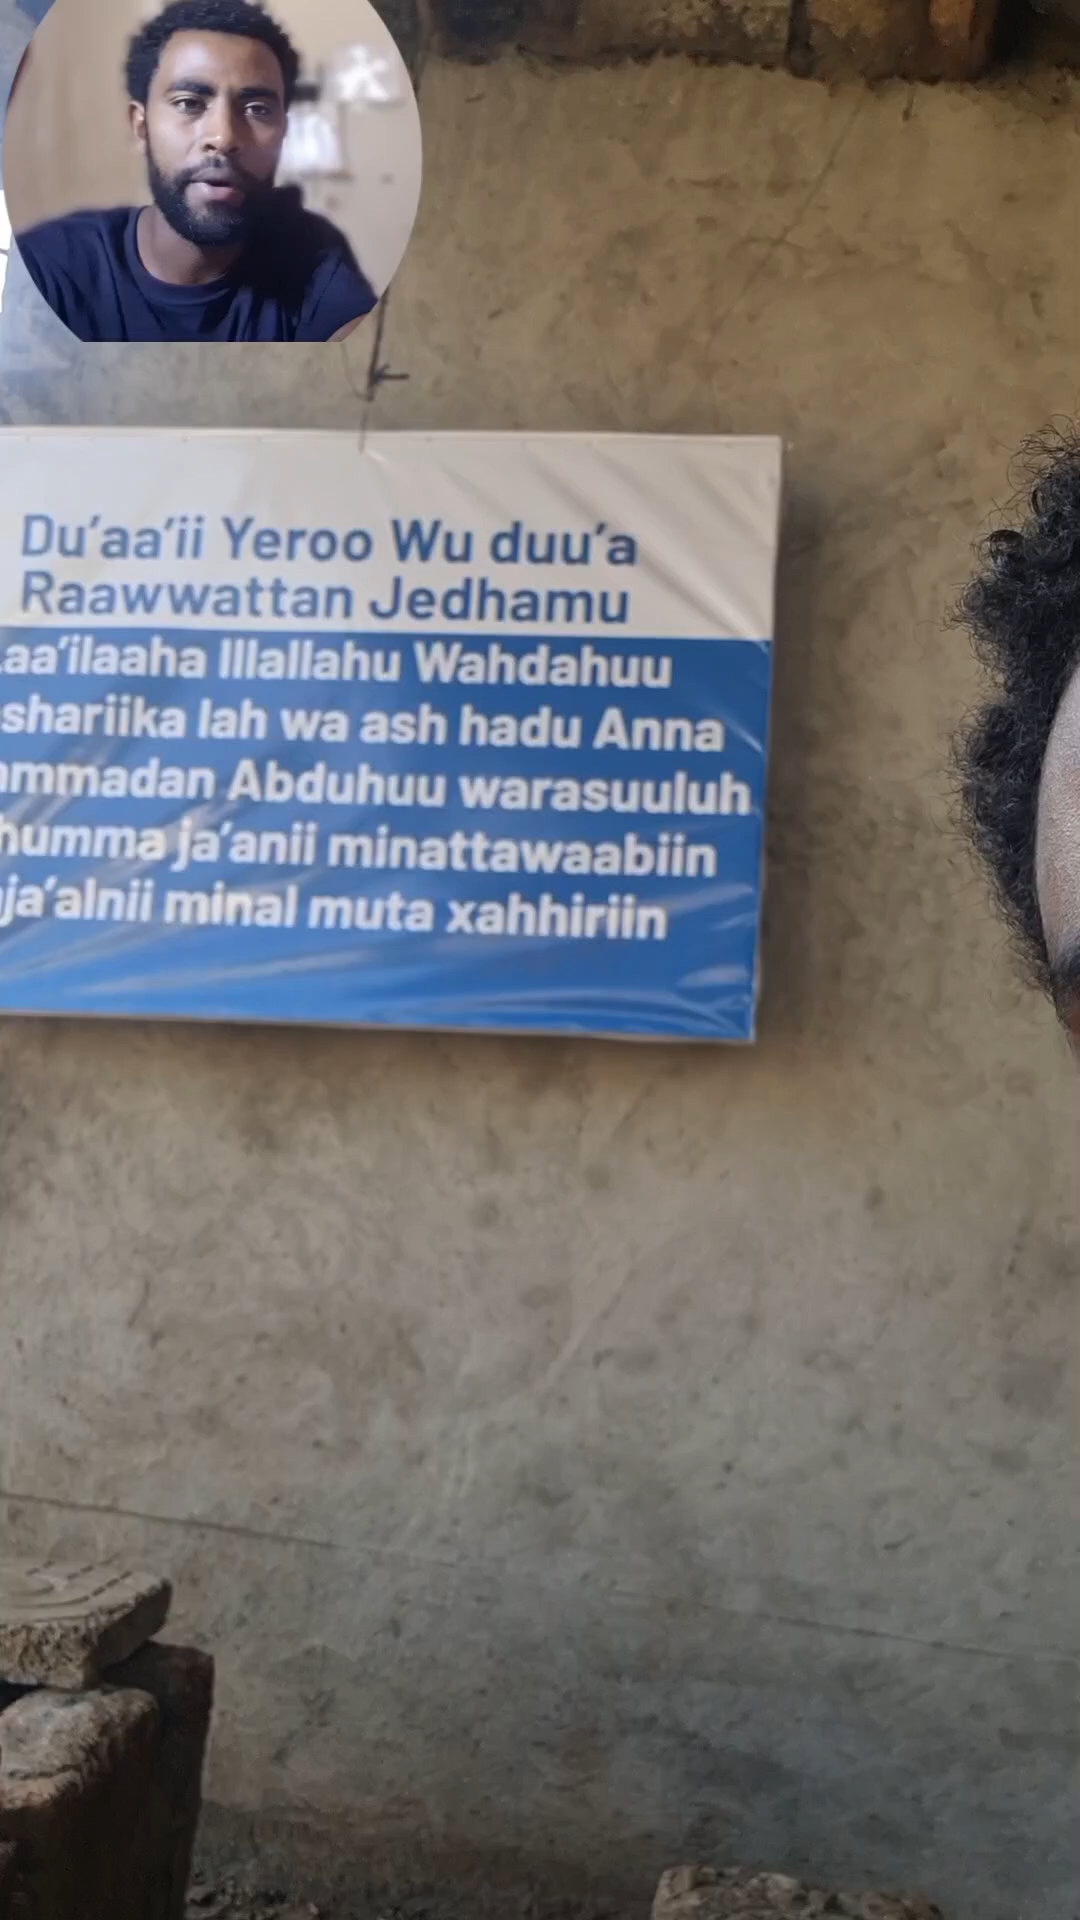 Du'aa'ii Yeroo Wu duu'a
Raawwattan Jedhamu
aa'ilaaha Illallahu Wahdahuu
shariika lah wa ash hadu Anna
mmadan Abduhuu warasuuluh
humma ja'anii minattawaabiin
ja'alnii minal muta xahhiriin